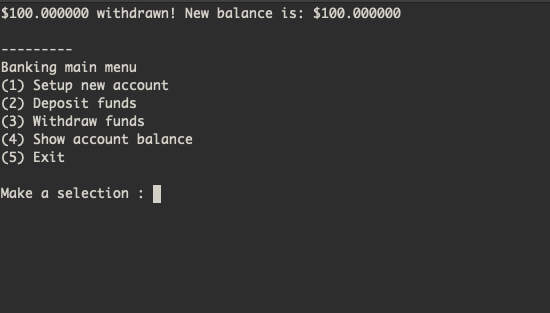 $100.000000 withdrawn! New balance is: $100.000000
---------
Banking main menu
(1) Setup new account
(2) Deposit funds
(3) Withdraw funds
(4) Show account balance
(5) Exit
Make a selection :